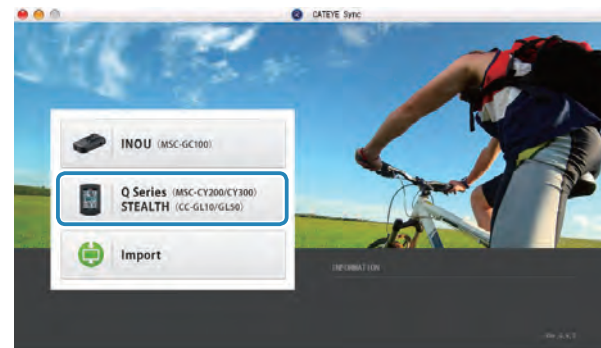 CATEYE Sync
INOU (MSC-GC100)
Q Series (MSC-CY200/CY300)
STEALTH (CC-GL10/GL50)
Import
INFORMATION